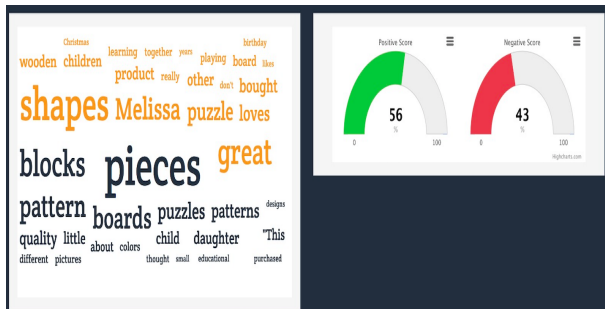 Christmas birthday
wooden children learning together years playing board likes
product really other don't bought
shapes Melissa puzzle loves
great
blocks pieces
pattern boards puzzles patterns designs
quality little about colors child daughter "This
different pictures thought small educational purchased
Positive Score
56
%
0 100
Negative Score
43
%
0 100
Highcharts.com